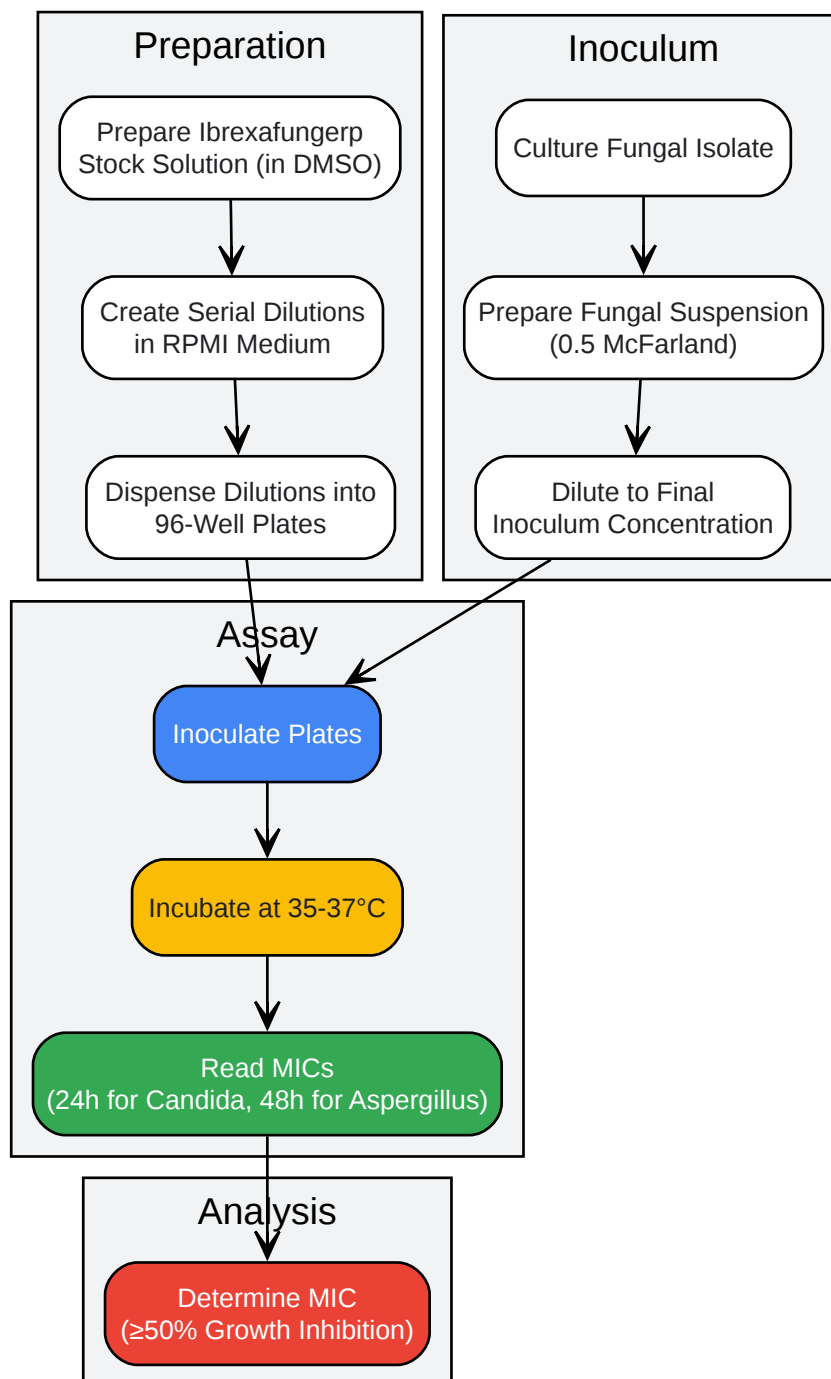 Preparation
Prepare Ibrexafungerp
Stock Solution (in DMSO)
Create Serial Dilutions
in RPMI Medium
Dispense Dilutions into
96-Well Plates
Inoculum
Culture Fungal Isolate
Prepare Fungal Suspension
(0.5 McFarland)
Dilute to Final
Inoculum Concentration
Assay
Inoculate Plates
Incubate at 35-37°C
Read MICs
(24h for Candida, 48h for Aspergillus)
Analysis
Determine MIC
(≥50% Growth Inhibition)